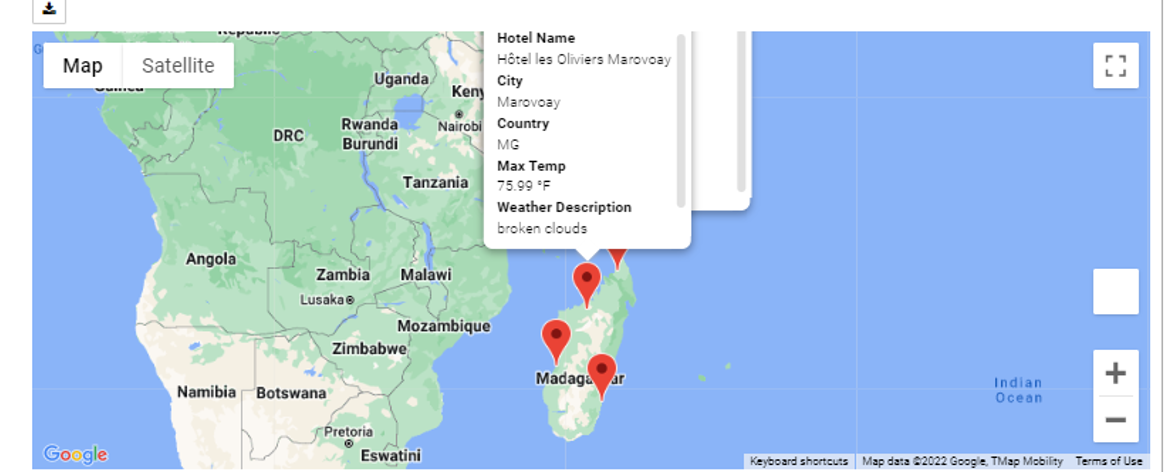 Republic
Map
Satellite
Guinea
Uganda
Keny
Nairobi
Rwanda
Burundi
DRC
Tanzania
Hotel Name
Hôtel les Oliviers Marovoay
City
Marovoay
Country
MG
Max Temp
75.99 °F
Weather Description
broken clouds
Angola
Zambia
Malawi
Lusaka
Mozambique
Zimbabwe
Namibia
Botswana
Pretoria
Eswatini
Indian
Ocean
Google
Keyboard shortcuts
Map data ©2022 Google, TMap Mobility
Terms of Use